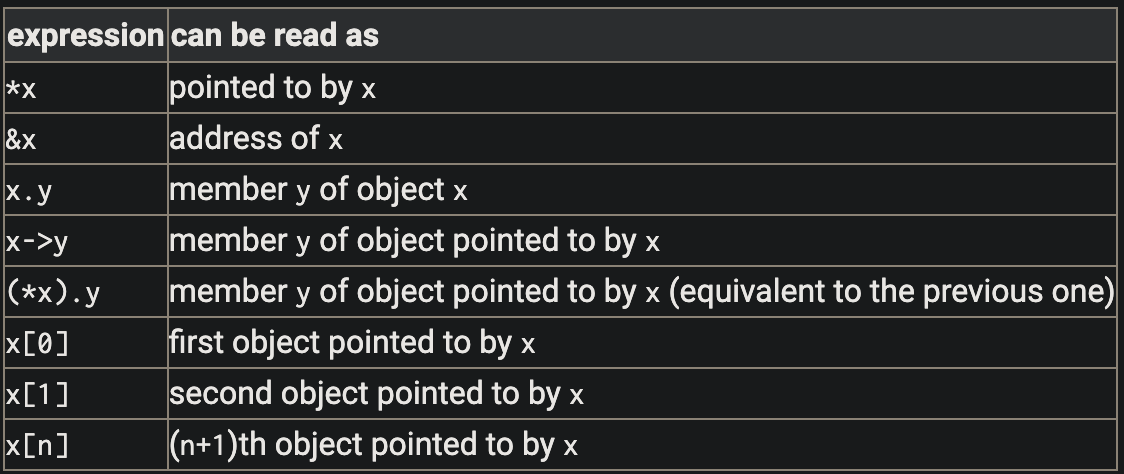 expression can be read as
*x pointed to by x
&x address of x
x.y member y of object x
x->y member y of object pointed to by x
(*x).y member y of object pointed to by x (equivalent to the previous one)
x[0] first object pointed to by x
x[1] second object pointed to by x
x[n] (n+1)th object pointed to by x